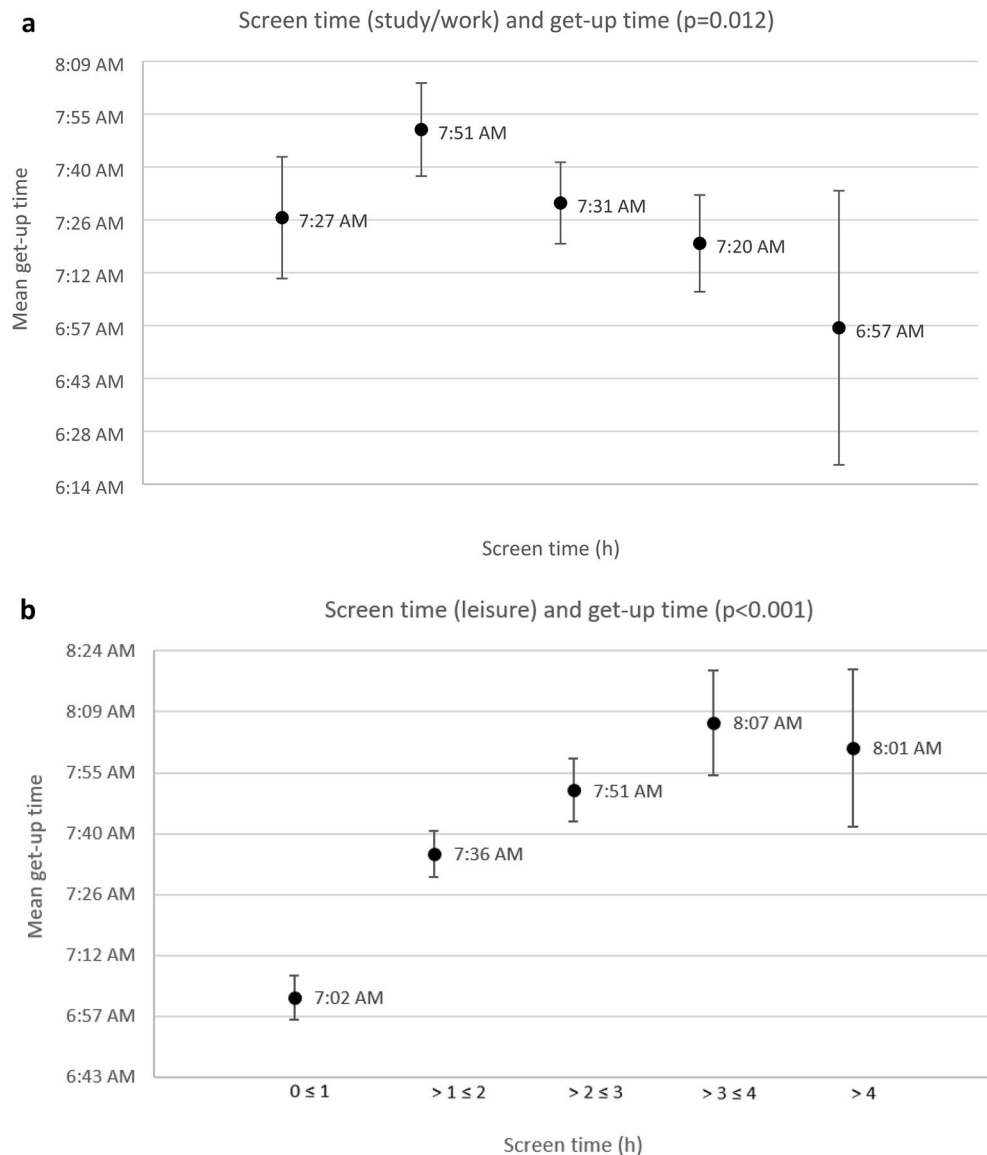 a
Screen time (study/work) and get-up time (p=0.012)
8:09 AM
7:55 AM
7:40 AM
7:26 AM
7:12 AM
6:57 AM
6:43 AM
6:28 AM
6:14 AM
Mean get-up time
7:27 AM
7:51 AM
7:31 AM
7:20 AM
6:57 AM
Screen time (h)
b
Screen time (leisure) and get-up time (p<0.001)
8:24 AM
8:09 AM
7:55 AM
7:40 AM
7:26 AM
7:12 AM
6:57 AM
6:43 AM
Mean get-up time
7:02 AM
7:36 AM
7:51 AM
8:07 AM
8:01 AM
0 ≤ 1
> 1 ≤ 2
> 2 ≤ 3
> 3 ≤ 4
> 4
Screen time (h)